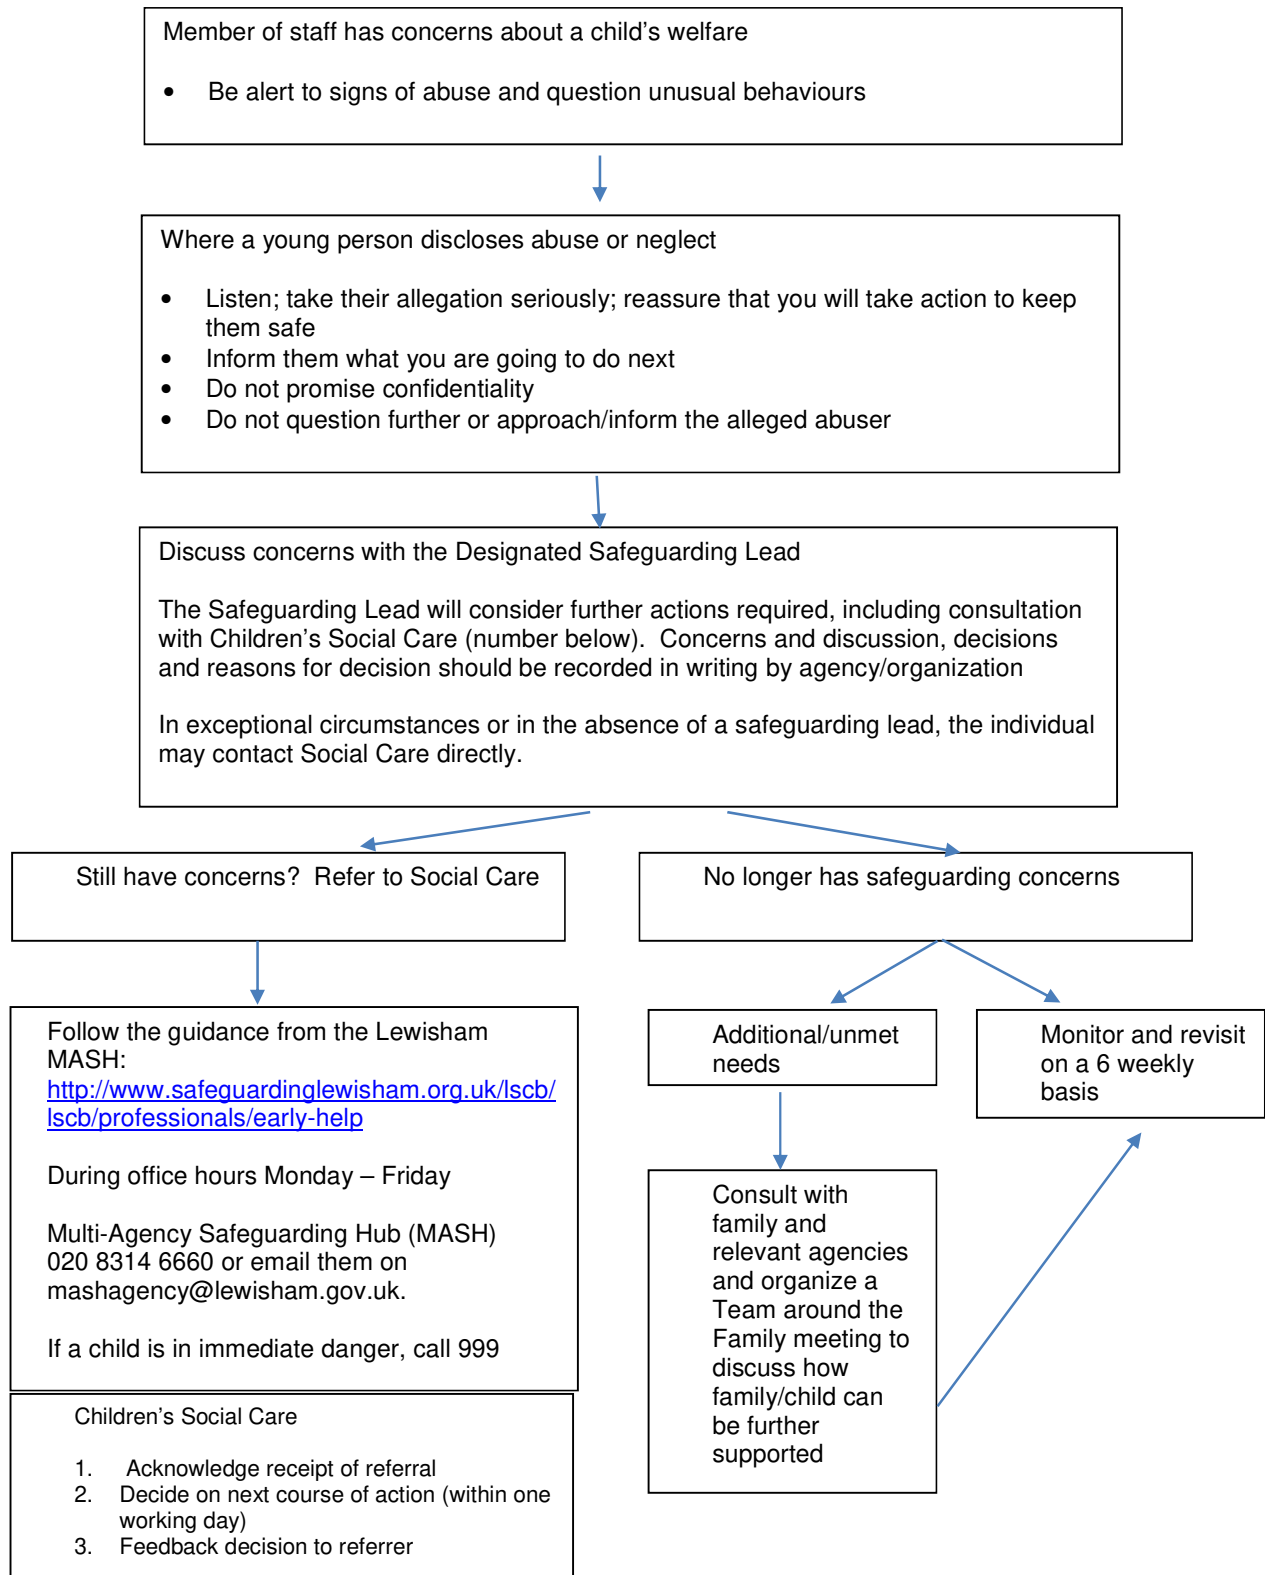 Member of staff has concerns about a child’s welfare
• Be alert to signs of abuse and question unusual behaviours
Where a young person discloses abuse or neglect
• Listen; take their allegation seriously; reassure that you will take action to keep
them safe
• Inform them what you are going to do next
• Do not promise confidentiality
• Do not question further or approach/inform the alleged abuser
Discuss concerns with the Designated Safeguarding Lead
The Safeguarding Lead will consider further actions required, including consultation
with Children’s Social Care (number below).  Concerns and discussion, decisions
and reasons for decision should be recorded in writing by agency/organization
In exceptional circumstances or in the absence of a safeguarding lead, the individual
may contact Social Care directly.
Still have concerns?  Refer to Social Care
No longer has safeguarding concerns
Follow the guidance from the Lewisham
MASH:
http://www.safeguardinglewisham.org.uk/lscb/
lscb/professionals/early-help
During office hours Monday – Friday
Multi-Agency Safeguarding Hub (MASH)
020 8314 6660 or email them on
mashagency@lewisham.gov.uk.
If a child is in immediate danger, call 999
Children’s Social Care
1. Acknowledge receipt of referral
2. Decide on next course of action (within one
working day)
3. Feedback decision to referrer
Additional/unmet
needs
Consult with
family and
relevant agencies
and organize a
Team around the
Family meeting to
discuss how
family/child can
be further
supported
Monitor and revisit
on a 6 weekly
basis